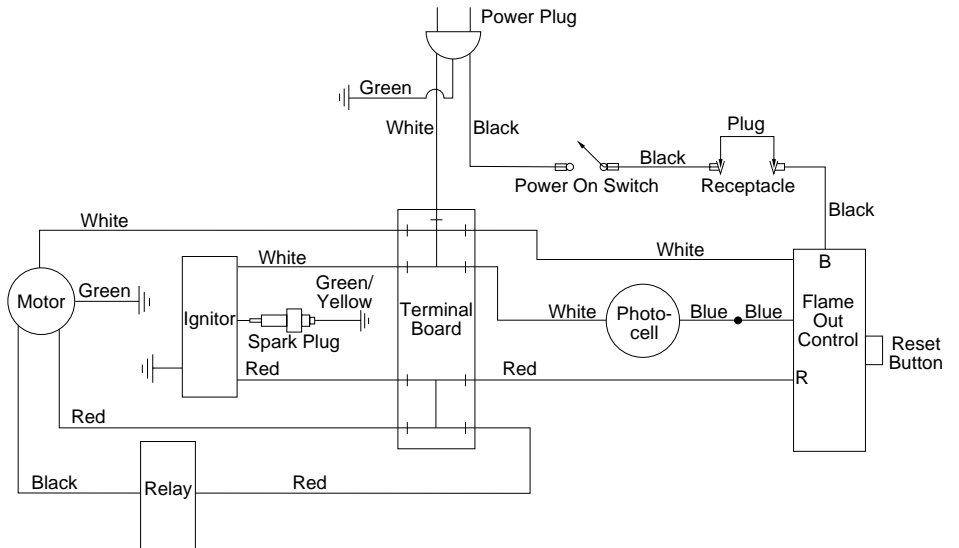 Power Plug
Green
White
Black
Plug
Black
Power On Switch
Receptacle
Black
White
White
B
White
Green/
Yellow
Motor
Green
Ignitor
Terminal
Board
White
Photo-
cell
Blue
Blue
Flame
Out
Control
Spark Plug
Reset
Button
Red
Red
R
Red
Black
Relay
Red